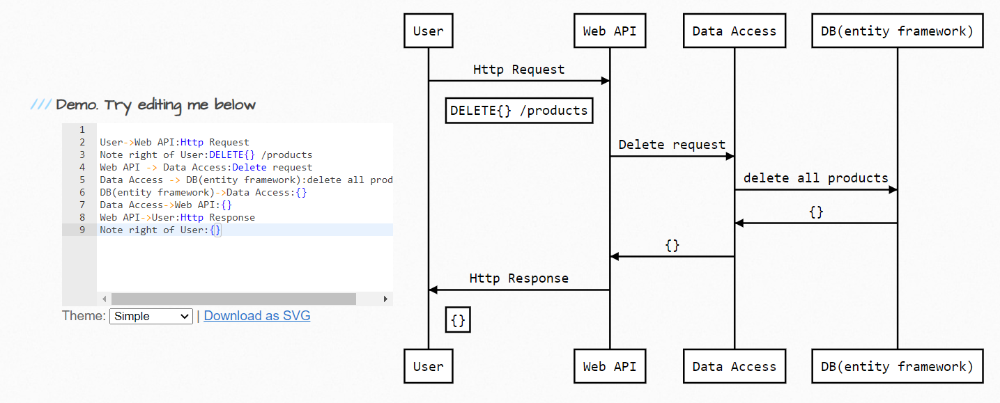 /// Demo. Try editing me below
1
2 User->Web API:Http Request
3 Note right of User:DELETE{} /products
4 Web API -> Data Access:Delete request
5 Data Access -> DB(entity framework):delete all prod
6 DB(entity framework)->Data Access:{}
7 Data Access->Web API:{}
8 Web API->User:Http Response
9 Note right of User:{}
Theme: Simple | Download as SVG
User Web API Data Access DB(entity framework)
Http Request
DELETE{} /products
Delete request
delete all products
{}
{}
Http Response
{}
User Web API Data Access DB(entity framework)